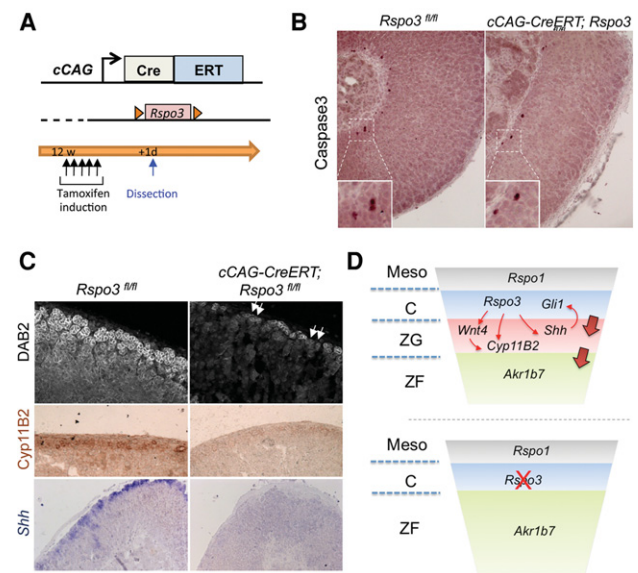 A
cCAG
Cre
ERT
Rspo3
12 w
+1d
Tamoxifen
induction
Dissection
B
Rspo3 fl/fl
cCAG-CreERT; Rspo3
fl/fl
Caspase3
C
Rspo3 fl/fl
cCAG-CreERT;
Rspo3 fl/fl
DAB2
Cyp11B2
Shh
D
Meso
Rspo1
C
Rspo3
Gli1
ZG
Wnt4
Shh
Cyp11B2
ZF
Akr1b7
Meso
Rspo1
C
Rspo3
ZF
Akr1b7